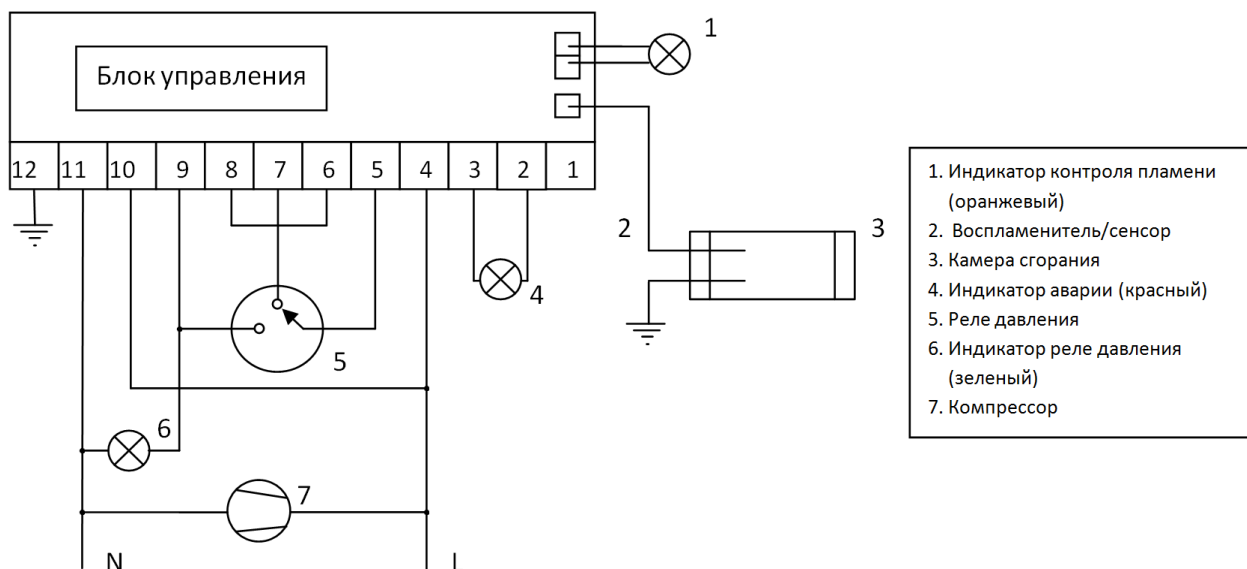 1
Блок управления
12 11 10 9 8 7 6 5 4 3 2 1
2
3
4
5
6
7
N
1. Индикатор контроля пламени
(оранжевый)
2. Воспламенитель/сенсор
3. Камера сгорания
4. Индикатор аварии (красный)
5. Реле давления
6. Индикатор реле давления
(зеленый)
7. Компрессор